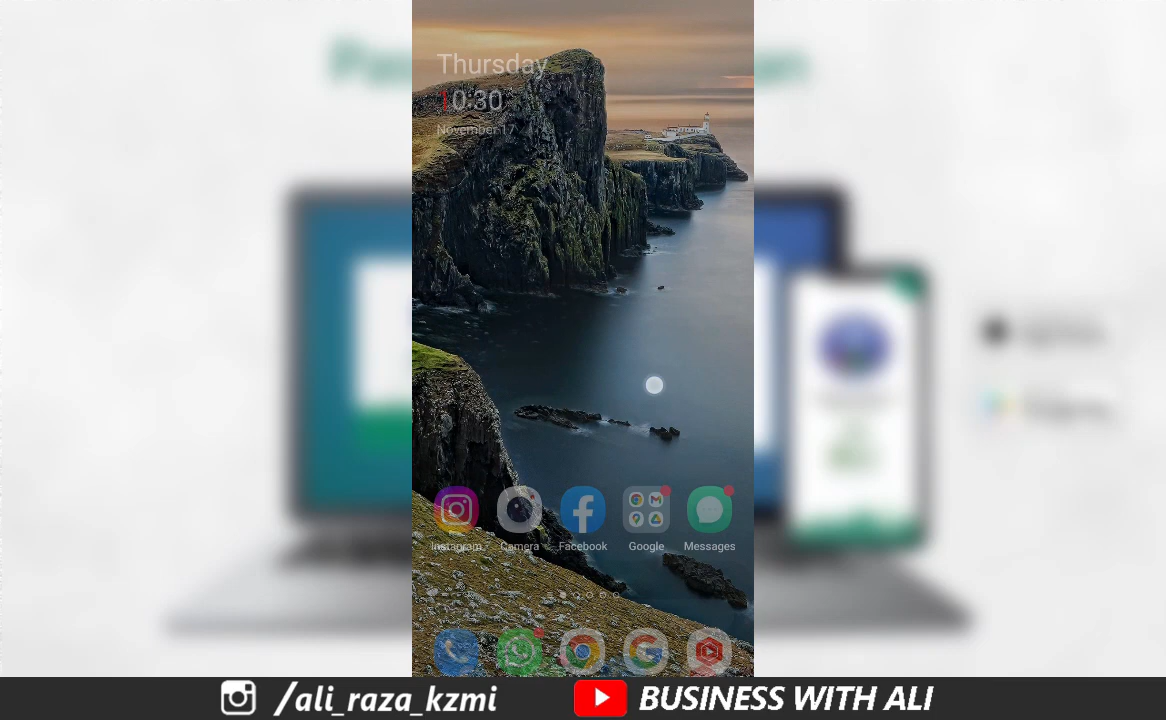 Thursday
10:30
November 17
Instagram
Camera
Facebook
Google
Messages
/ali_raza_kzmi
BUSINESS WITH ALI